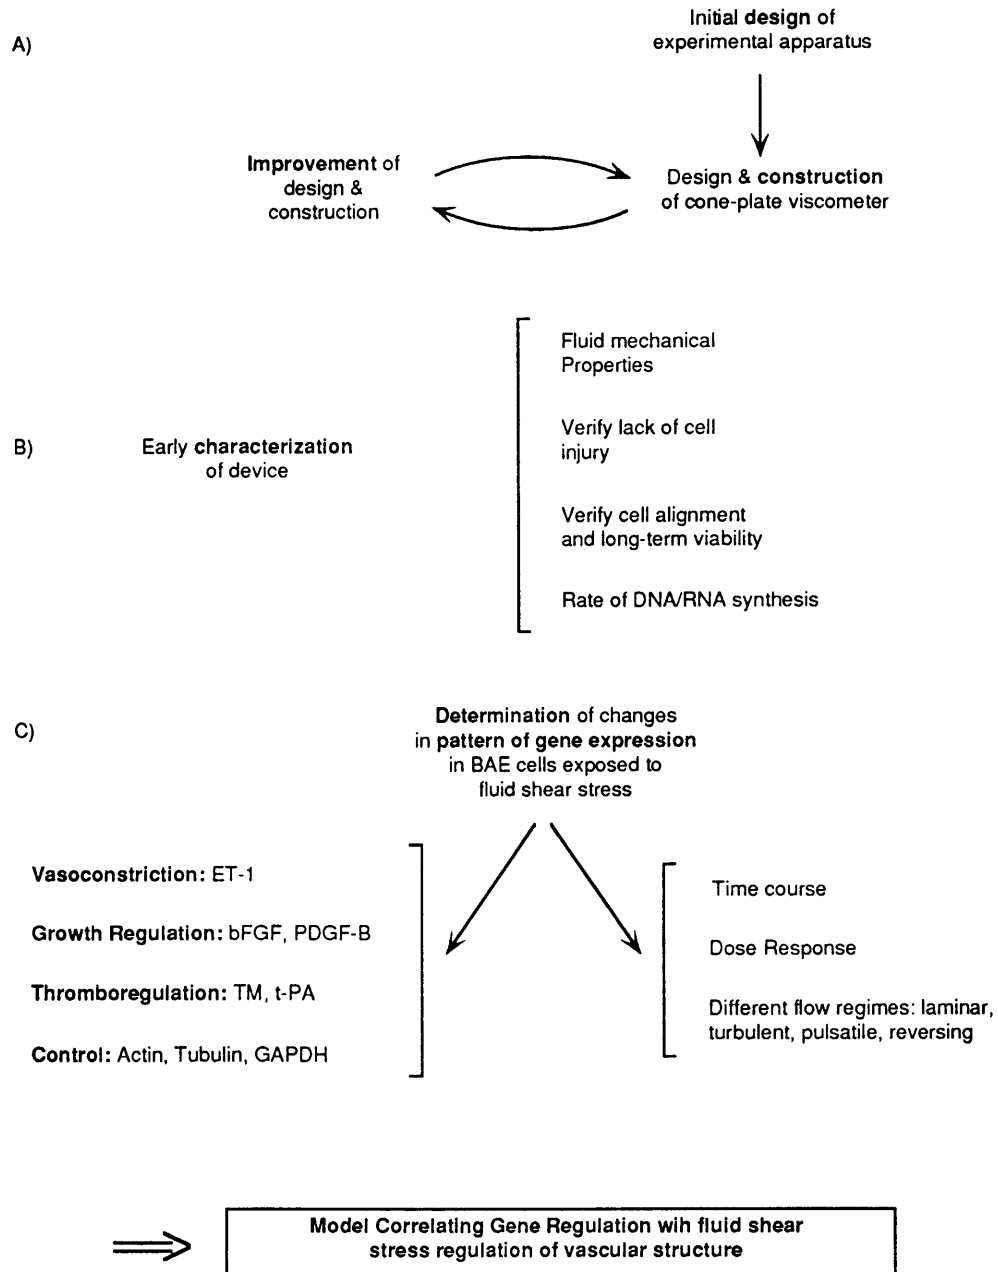 A)
Initial design of
experimental apparatus
Improvement of
design &
construction
Design & construction
of cone-plate viscometer
B)
Early characterization
of device
Fluid mechanical
Properties
Verify lack of cell
injury
Verify cell alignment
and long-term viability
Rate of DNA/RNA synthesis
C)
Determination of changes
in pattern of gene expression
in BAE cells exposed to
fluid shear stress
Vasoconstriction: ET-1
Growth Regulation: bFGF, PDGF-B
Thromboregulation: TM, t-PA
Control: Actin, Tubulin, GAPDH
Time course
Dose Response
Different flow regimes: laminar,
turbulent, pulsatile, reversing
Model Correlating Gene Regulation wih fluid shear
stress regulation of vascular structure